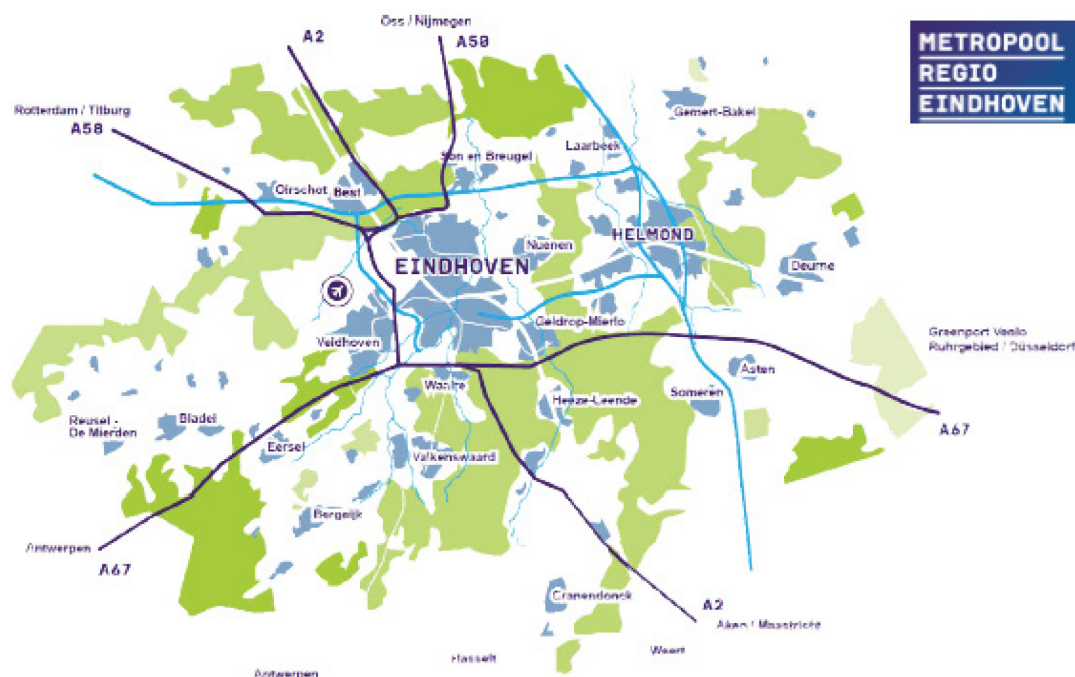 Oss / Nijmegen
A2
A50
METROPOOL
REGIO
EINDHOVEN
Rotterdam / Tilburg
A58
Gemert-Bakel
Laarbeek
Son en Breugel
Oirschot
Best
HELMOND
Nuenen
EINDHOVEN
Deurne
Geldrop-Mierlo
Veldhoven
Greenport Venlo
Ruhrgebied / Düsseldorf
Asten
Waalre
Someren
Heeze-Leende
Reusel -
De Mierden
Bladel
A67
Eersel
Valkenswaard
Bergeijk
Antwerpen
A67
Cranendonck
A2
Aken / Maastricht
Weert
Hasselt
Antwerpen